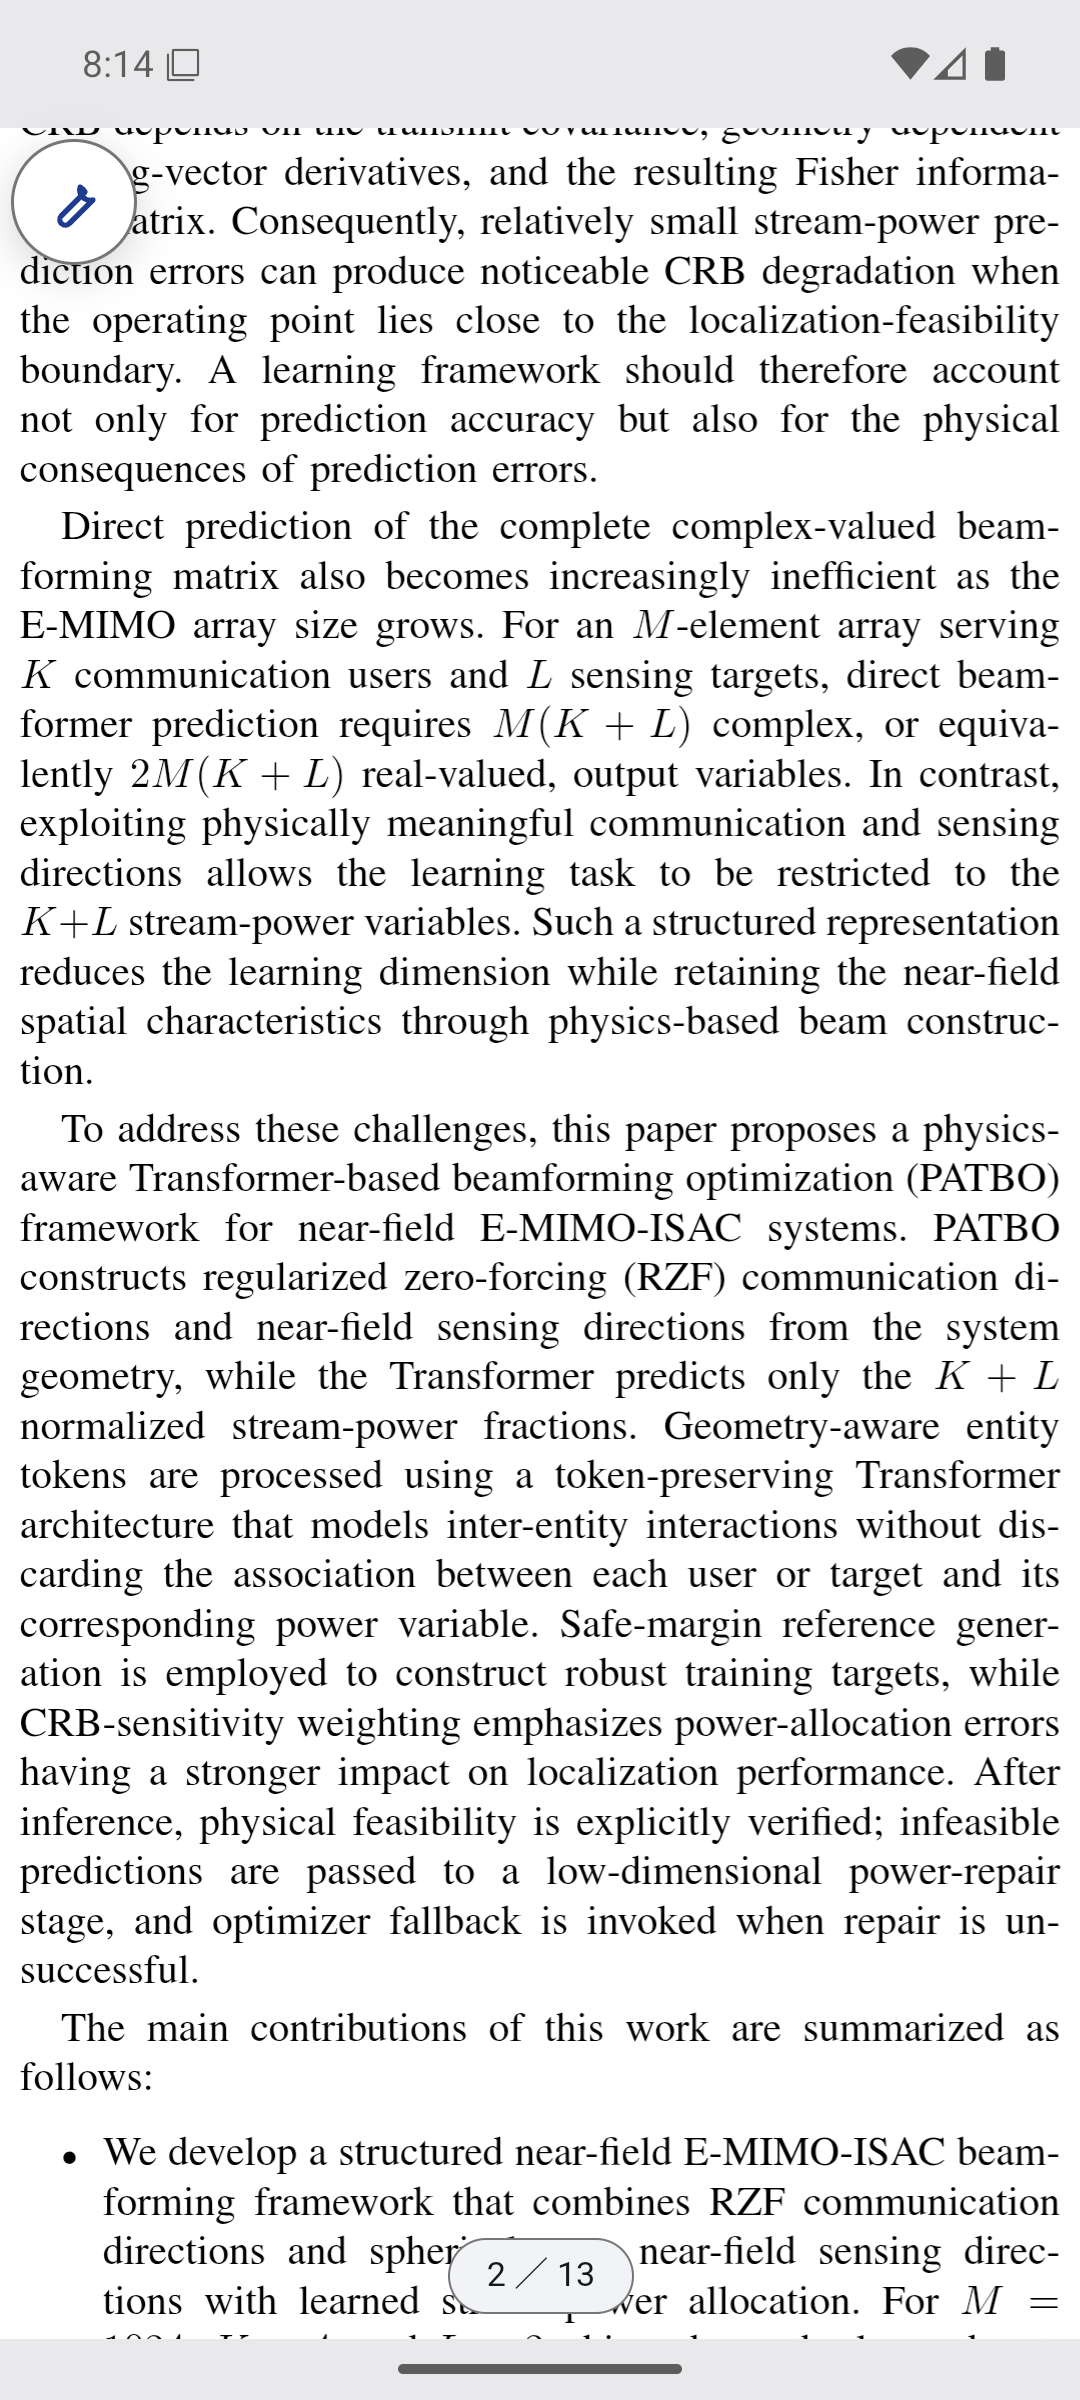 8:14
CRB depends on the transmit covariance, geometry dependent
g-vector derivatives, and the resulting Fisher informa-
atrix. Consequently, relatively small stream-power pre-
diction errors can produce noticeable CRB degradation when
the operating point lies close to the localization-feasibility
boundary. A learning framework should therefore account
not only for prediction accuracy but also for the physical
consequences of prediction errors.
Direct prediction of the complete complex-valued beam-
forming matrix also becomes increasingly inefficient as the
E-MIMO array size grows. For an M-element array serving
K communication users and L sensing targets, direct beam-
former prediction requires M(K + L) complex, or equiva-
lently 2M(K + L) real-valued, output variables. In contrast,
exploiting physically meaningful communication and sensing
directions allows the learning task to be restricted to the
K+L stream-power variables. Such a structured representation
reduces the learning dimension while retaining the near-field
spatial characteristics through physics-based beam construc-
tion.
To address these challenges, this paper proposes a physics-
aware Transformer-based beamforming optimization (PATBO)
framework for near-field E-MIMO-ISAC systems. PATBO
constructs regularized zero-forcing (RZF) communication di-
rections and near-field sensing directions from the system
geometry, while the Transformer predicts only the K + L
normalized stream-power fractions. Geometry-aware entity
tokens are processed using a token-preserving Transformer
architecture that models inter-entity interactions without dis-
carding the association between each user or target and its
corresponding power variable. Safe-margin reference gener-
ation is employed to construct robust training targets, while
CRB-sensitivity weighting emphasizes power-allocation errors
having a stronger impact on localization performance. After
inference, physical feasibility is explicitly verified; infeasible
predictions are passed to a low-dimensional power-repair
stage, and optimizer fallback is invoked when repair is un-
successful.
The main contributions of this work are summarized as
follows:
• We develop a structured near-field E-MIMO-ISAC beam-
forming framework that combines RZF communication
directions and spher near-field sensing direc-
tions with learned wer allocation. For M =
2 / 13